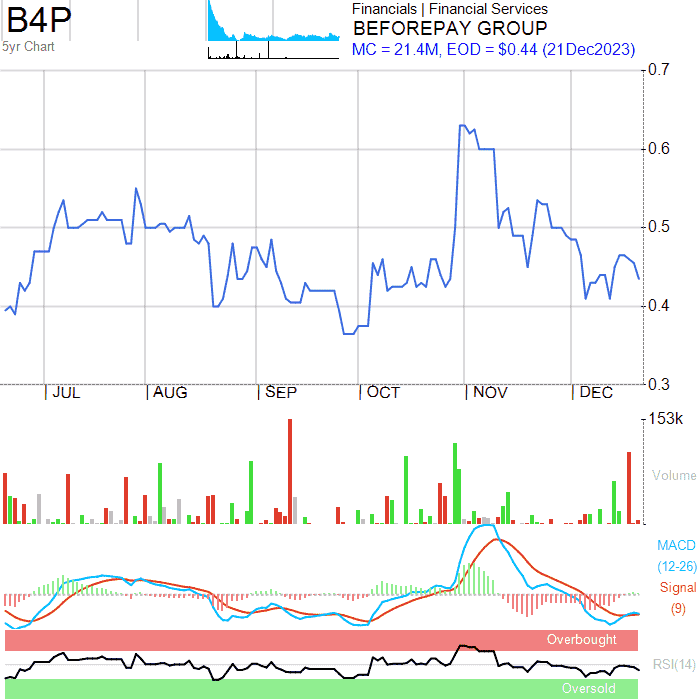 B4P
5yr Chart
Financials | Financial Services
BEFOREPAY GROUP
MC = 21.4M, EOD = $0.44 (21Dec2023)
0.7
0.6
0.5
0.4
0.3
JUL
AUG
SEP
OCT
NOV
DEC
153k
Volume
MACD
(12-26)
Signal
(9)
Overbought
RSI(14)
Oversold